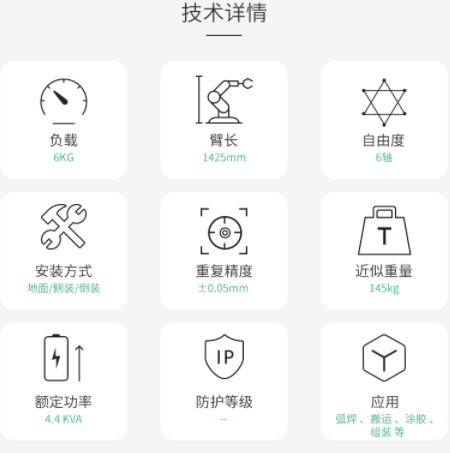 技术详情
负载
6KG
臂长
1425mm
自由度
6轴
安装方式
地面/侧装/倒装
重复精度
±0.05mm
T
近似重量
145kg
额定功率
4.4 KVA
IP
防护等级
--
应用
弧焊 、搬运 、涂胶 、
组装 等